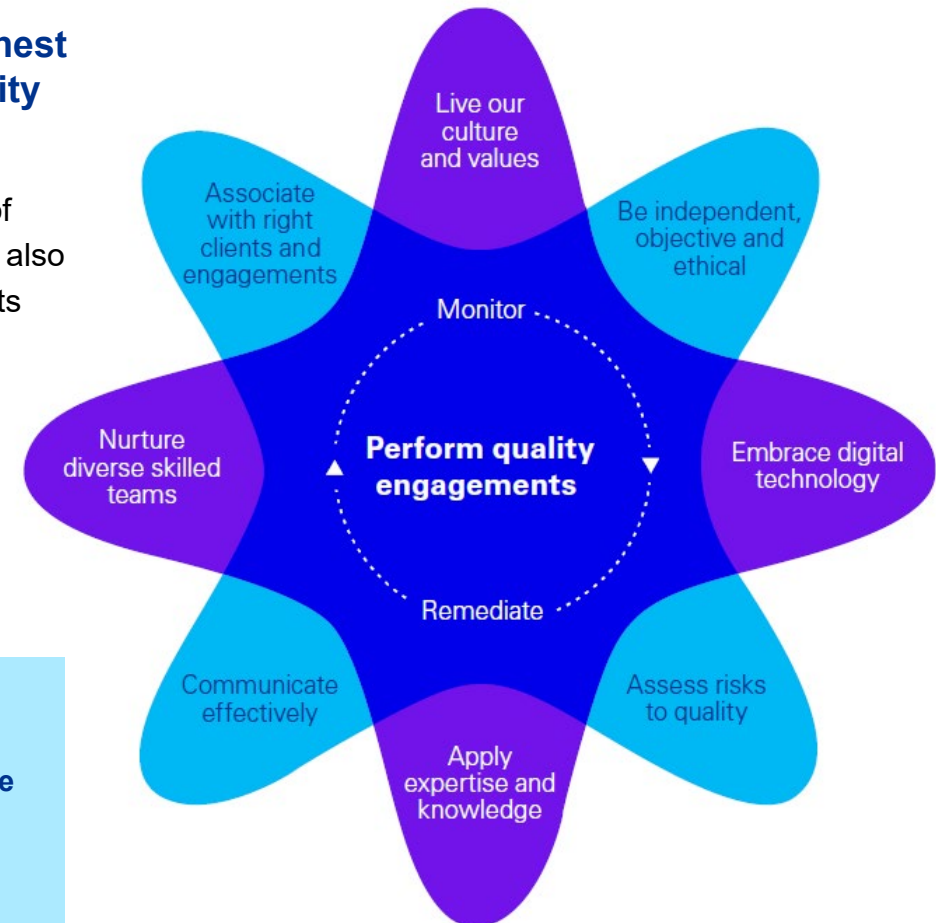 nest
ity
of
also
ts
e
Live our
culture
and values
Be independent,
objective and
ethical
Embrace digital
technology
Assess risks
to quality
Apply
expertise and
knowledge
Communicate
effectively
Nurture
diverse skilled
teams
Associate
with right
clients and
engagements
Monitor
Perform quality
engagements
Remediate